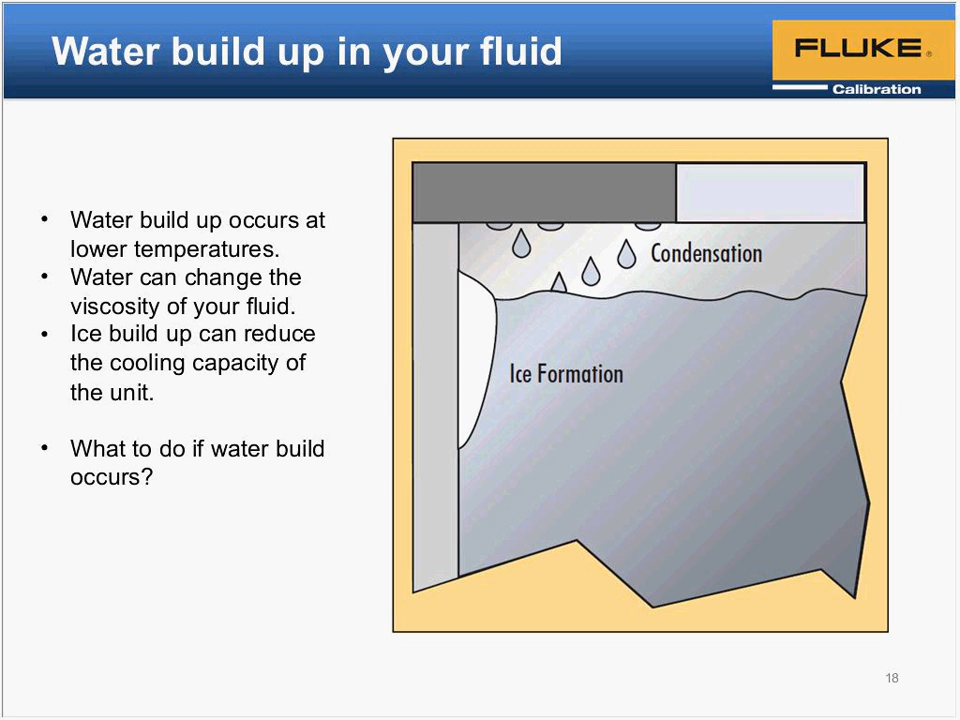 Water build up in your fluid
FLUKE®
Calibration
• Water build up occurs at
lower temperatures.
• Water can change the
viscosity of your fluid.
• Ice build up can reduce
the cooling capacity of
the unit.
• What to do if water build
occurs?
Condensation
Ice Formation
18